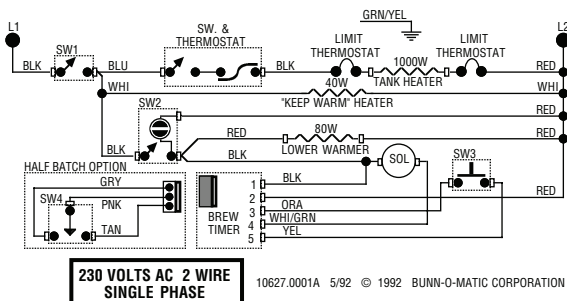 GRN/YEL
L1
L2
SW. &
THERMOSTAT
LIMIT
THERMOSTAT
LIMIT
THERMOSTAT
SW1
BLK
BLU
BLK
1000W
TANK HEATER
RED
WHI
40W
"KEEP WARM" HEATER
WHI
SW2
RED
RED
80W
LOWER WARMER
RED
BLK
BLK
SOL
SW3
HALF BATCH OPTION
GRY
SW4
PNK
TAN
BREW
TIMER
1
BLK
2
RED
3
ORA
4
WHI/GRN
5
YEL
230 VOLTS AC 2 WIRE
SINGLE PHASE
10627.0001A 5/92 © 1992 BUNN-O-MATIC CORPORATION